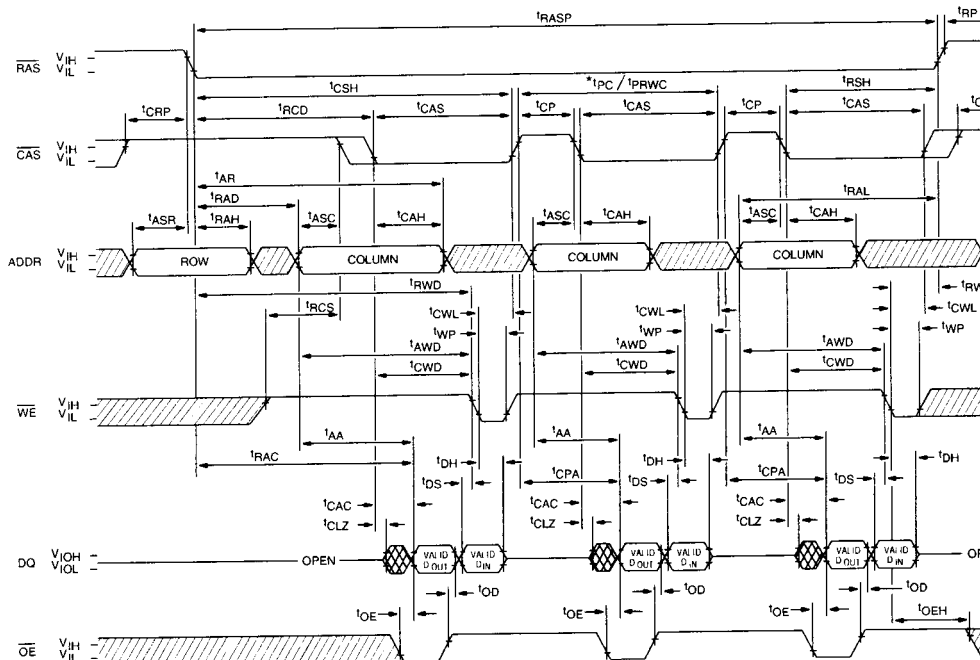 tRASP tRP
RAS VIH
VIL
tCSH *tPC / tPRWC tRSH
tCRP tRCD tCAS tCP tCAS tCP tCAS
CAS VIH
VIL
tAR
tRAD tRAL
tASR tRAH tASC tCAH tASC tCAH tASC tCAH
ADDR VIH
VIL
ROW COLUMN COLUMN COLUMN
tRWD
tRCS tCWL tCWL tCWL
tWP tWP tWP
tAWD tAWD tAWD
tCWD tCWD tCWD
WE VIH
VIL
tAA tAA tAA
tRAC tDH tCPA tDH tCPA tDH
tDS tDS tDS
tCAC tCAC tCAC
tCLZ tCLZ tCLZ
DQ VIOH
VIOL
OPEN VALID DOUT VALID DIN VALID DOUT VALID DIN VALID DOUT VALID DIN
tOD tOD
tOE tOE tOE tOEH
OE VIH
VIL